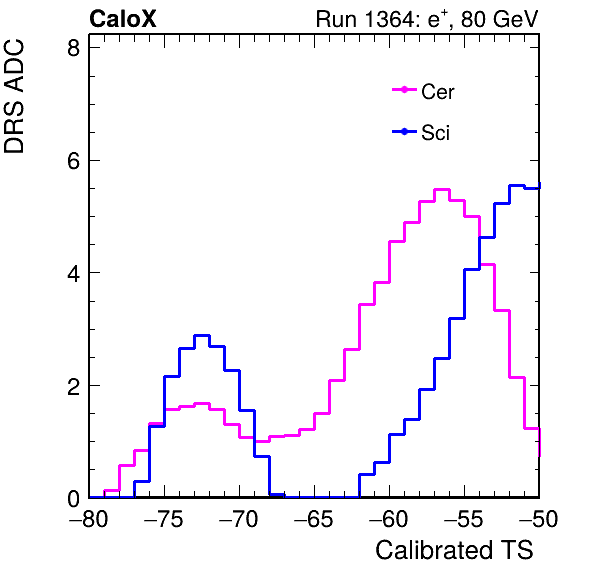 CaloX Run 1364: e⁺, 80 GeV
DRS ADC
8
6
4
2
0
Cer
Sci
−80 −75 −70 −65 −60 −55 −50
Calibrated TS